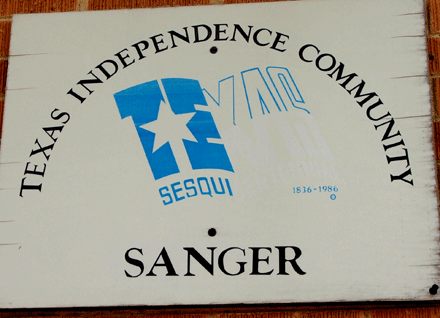 TEXAS INDEPENDENCE COMMUNITY
TEXAS
SESQUI
1836-1986
SANGER